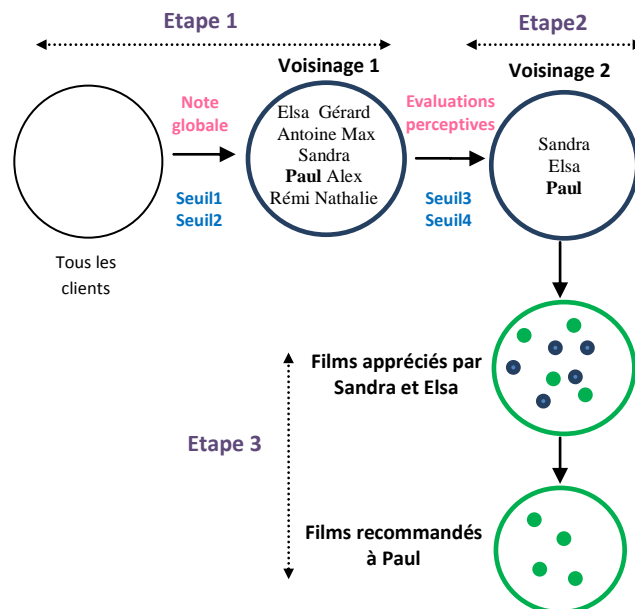 Etape 1
Etape2
Voisinage 1
Voisinage 2
Note
globale
Elsa Gérard
Antoine Max
Sandra
Paul Alex
Rémi Nathalie
Evaluations
perceptives
Sandra
Elsa
Paul
Seuil1
Seuil2
Seuil3
Seuil4
Tous les
clients
Films appréciés par
Sandra et Elsa
Etape 3
Films recommandés
à Paul